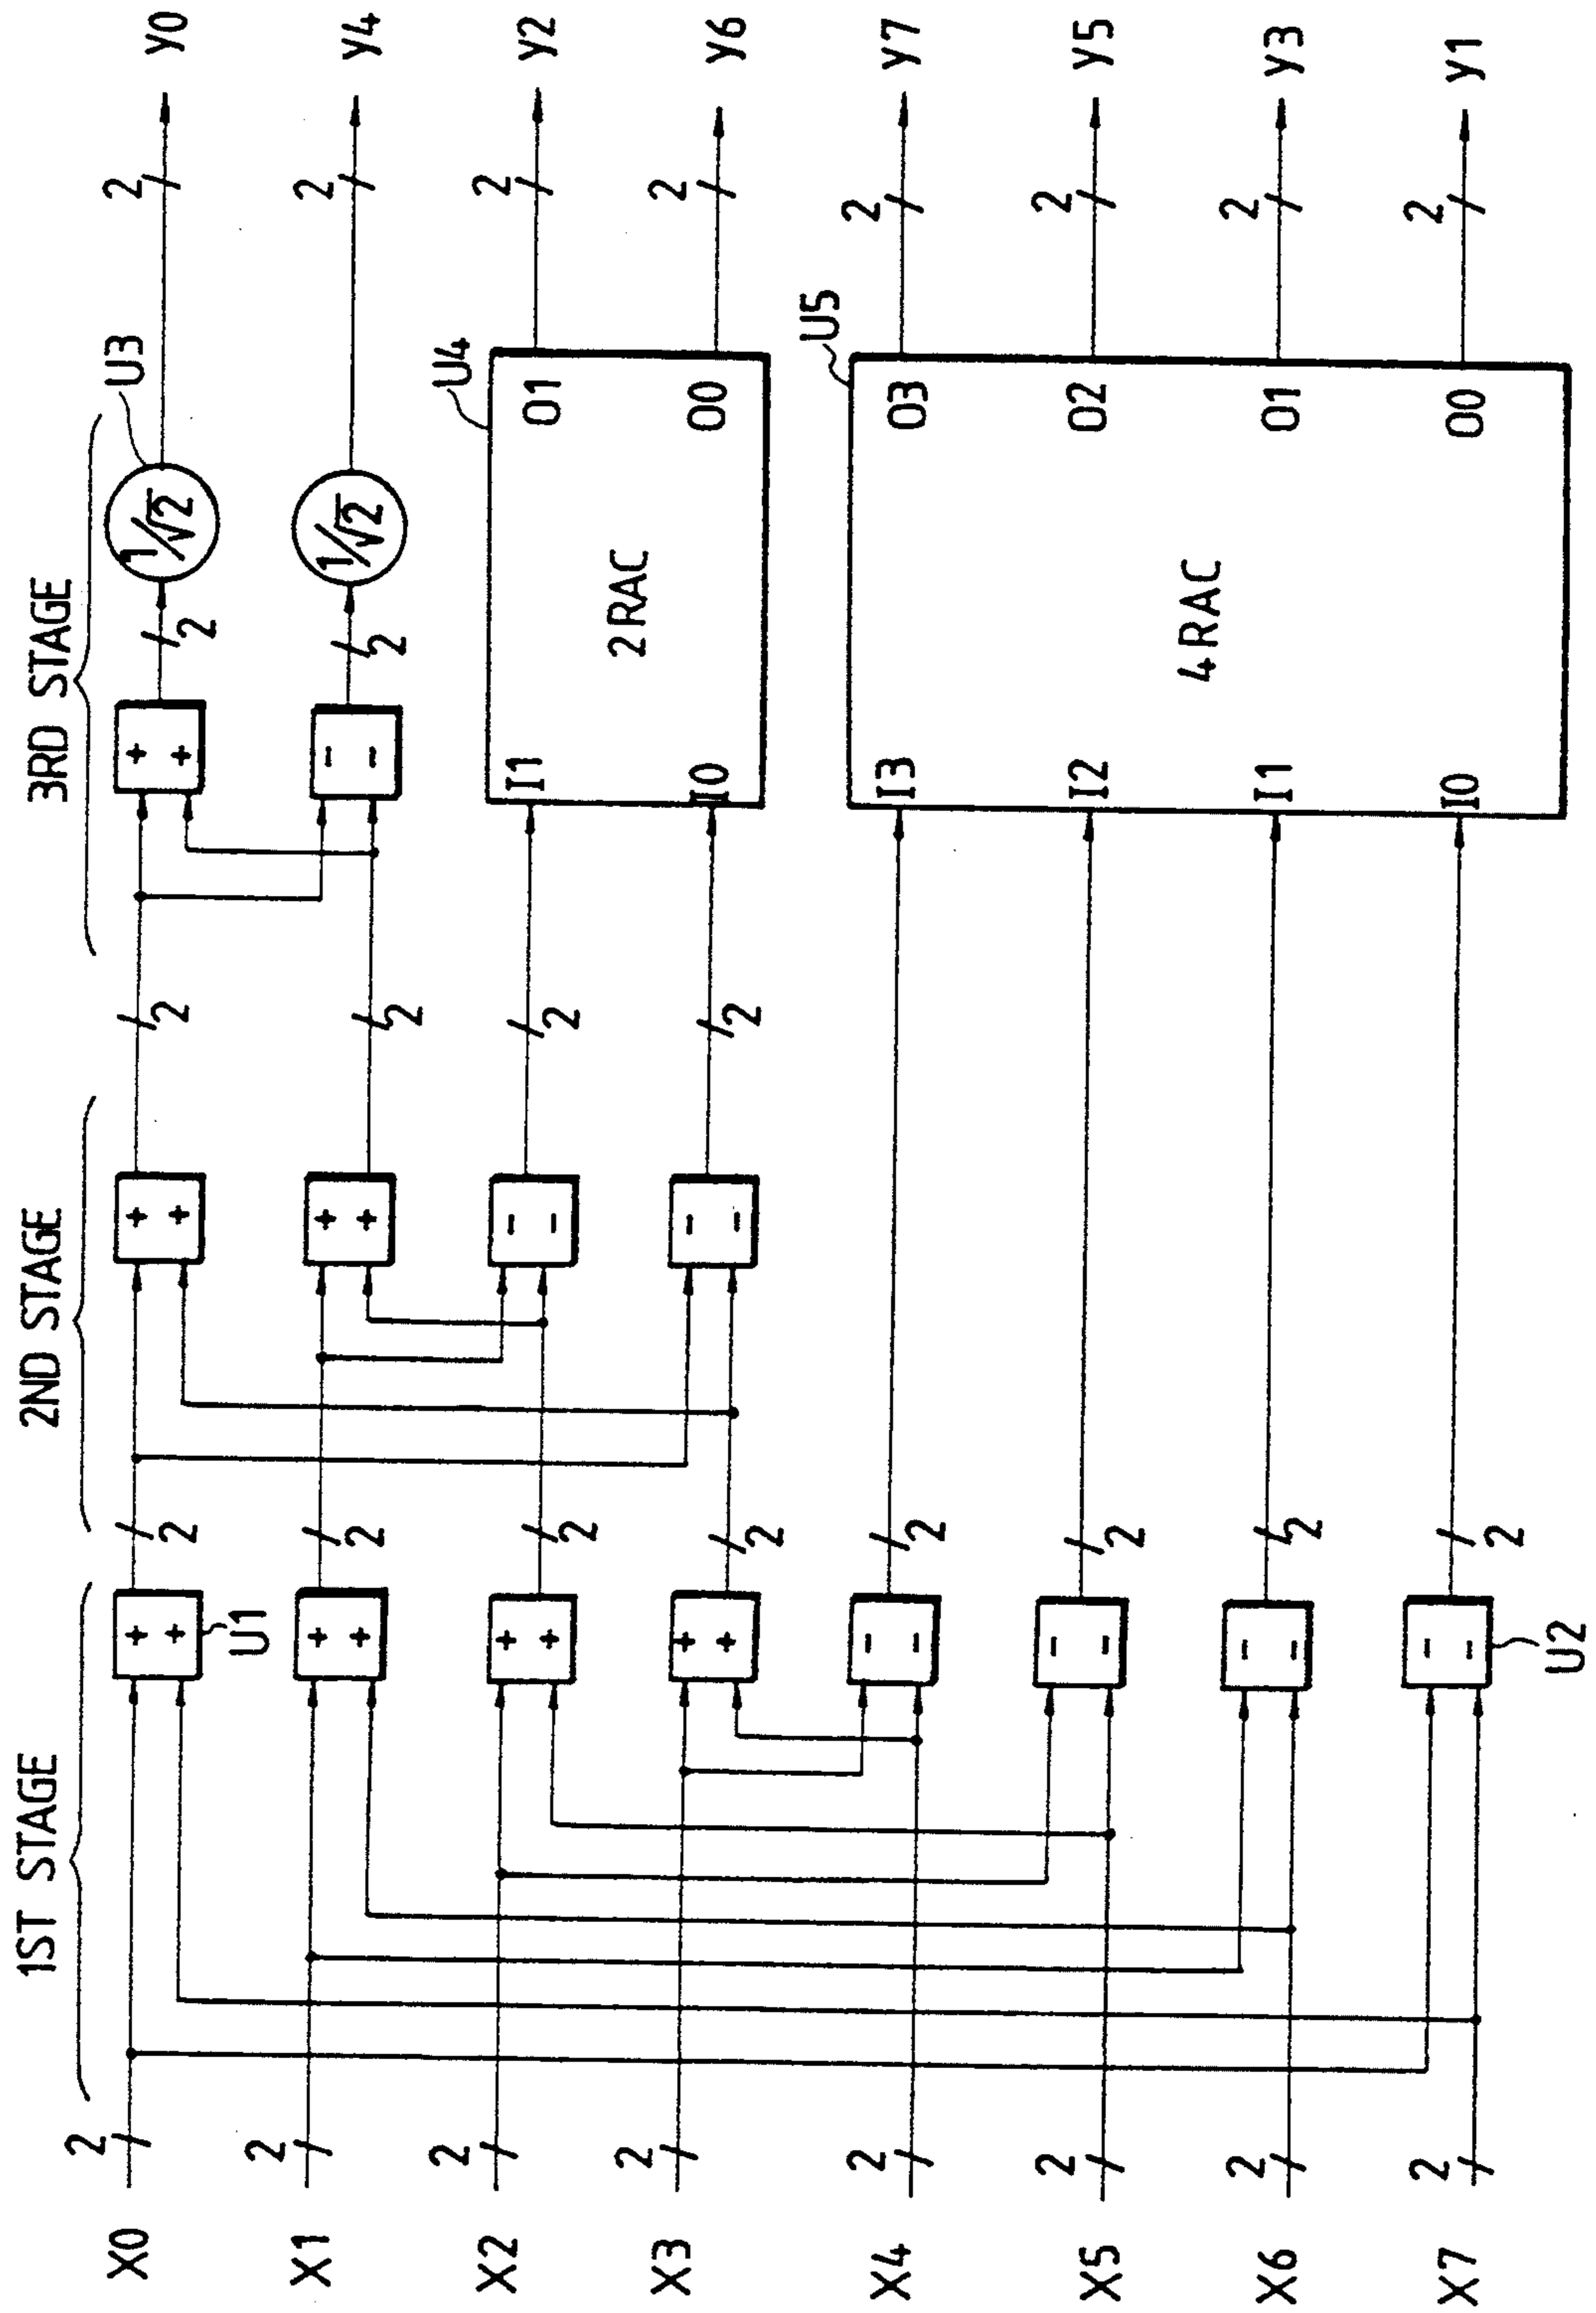 1ST STAGE
2ND STAGE
3RD STAGE
X0 2 + + 2 + + 2 + + 2 1/√2 U3 2 y0
U1
X1 2 + + 2 + + 2 - - 2 1/√2 2 y4
X2 2 + + 2 - - 2 I1 O1 2 y2
2RAC U4
X3 2 + + 2 - - 2 I0 O0 2 y6
X4 2 - - 2 I3 O3 2 y7
U5
X5 2 - - 2 I2 O2 2 y5
4RAC
X6 2 - - 2 I1 O1 2 y3
X7 2 - - 2 I0 O0 2 y1
U2